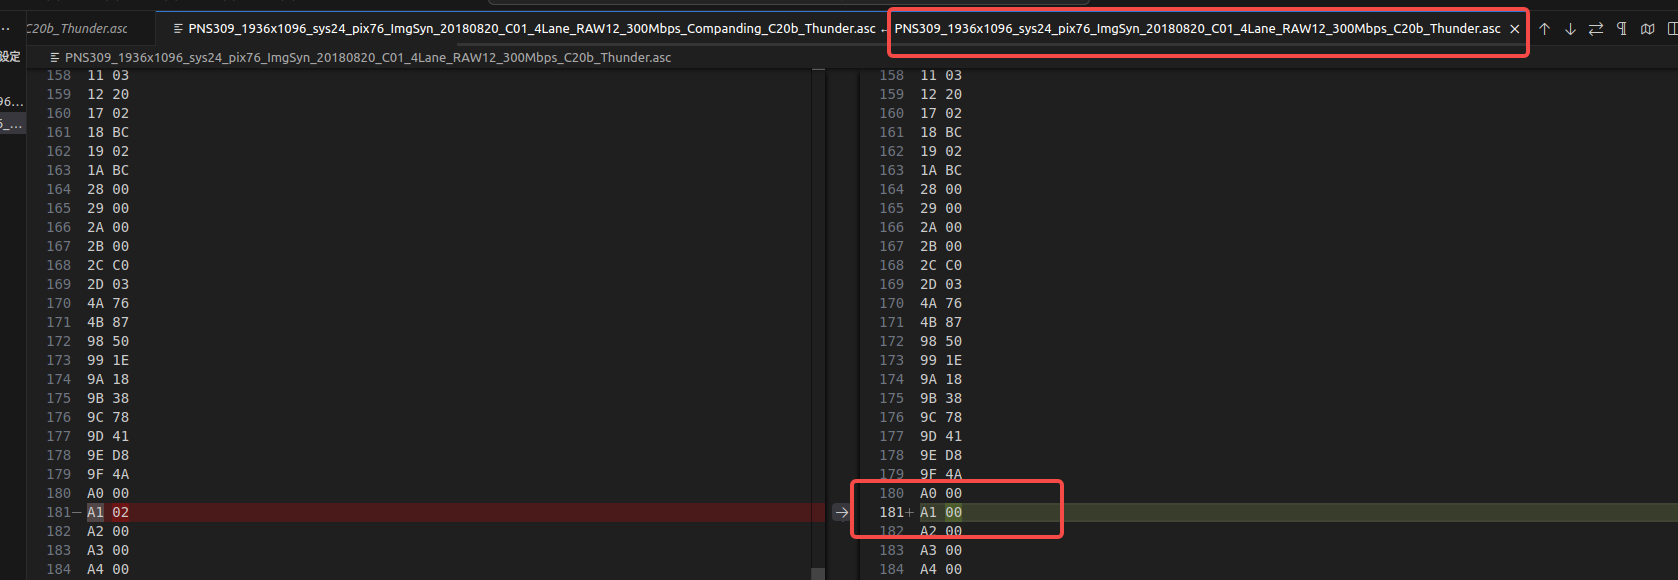 C20b_Thunder.asc
PNS309_1936x1096_sys24_pix76_ImgSyn_20180820_C01_4Lane_RAW12_300Mbps_Companding_C20b_Thunder.asc
PNS309_1936x1096_sys24_pix76_ImgSyn_20180820_C01_4Lane_RAW12_300Mbps_C20b_Thunder.asc
設定
PNS309_1936x1096_sys24_pix76_ImgSyn_20180820_C01_4Lane_RAW12_300Mbps_C20b_Thunder.asc
96...
6_...
158 11 03
159 12 20
160 17 02
161 18 BC
162 19 02
163 1A BC
164 28 00
165 29 00
166 2A 00
167 2B 00
168 2C C0
169 2D 03
170 4A 76
171 4B 87
172 98 50
173 99 1E
174 9A 18
175 9B 38
176 9C 78
177 9D 41
178 9E D8
179 9F 4A
180 A0 00
181− A1 02
182 A2 00
183 A3 00
184 A4 00
158 11 03
159 12 20
160 17 02
161 18 BC
162 19 02
163 1A BC
164 28 00
165 29 00
166 2A 00
167 2B 00
168 2C C0
169 2D 03
170 4A 76
171 4B 87
172 98 50
173 99 1E
174 9A 18
175 9B 38
176 9C 78
177 9D 41
178 9E D8
179 9F 4A
180 A0 00
181+ A1 00
182 A2 00
183 A3 00
184 A4 00